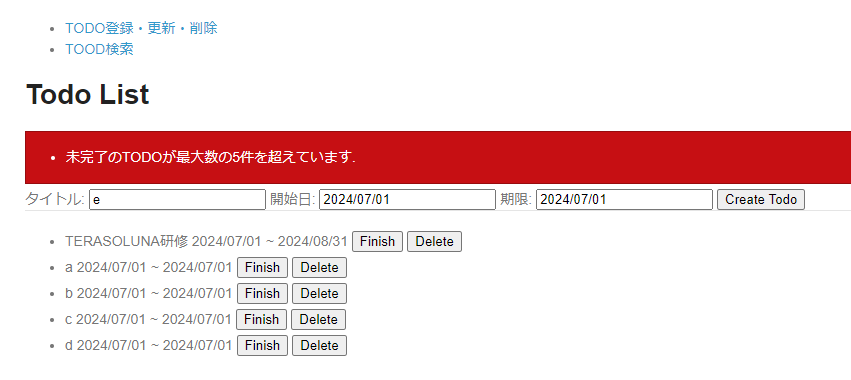 TODO登録・更新・削除
TOOD検索
Todo List
未完了のTODOが最大数の5件を超えています.
タイトル: e 開始日: 2024/07/01 期限: 2024/07/01 Create Todo
TERASOLUNA研修 2024/07/01 ~ 2024/08/31 Finish Delete
a 2024/07/01 ~ 2024/07/01 Finish Delete
b 2024/07/01 ~ 2024/07/01 Finish Delete
c 2024/07/01 ~ 2024/07/01 Finish Delete
d 2024/07/01 ~ 2024/07/01 Finish Delete